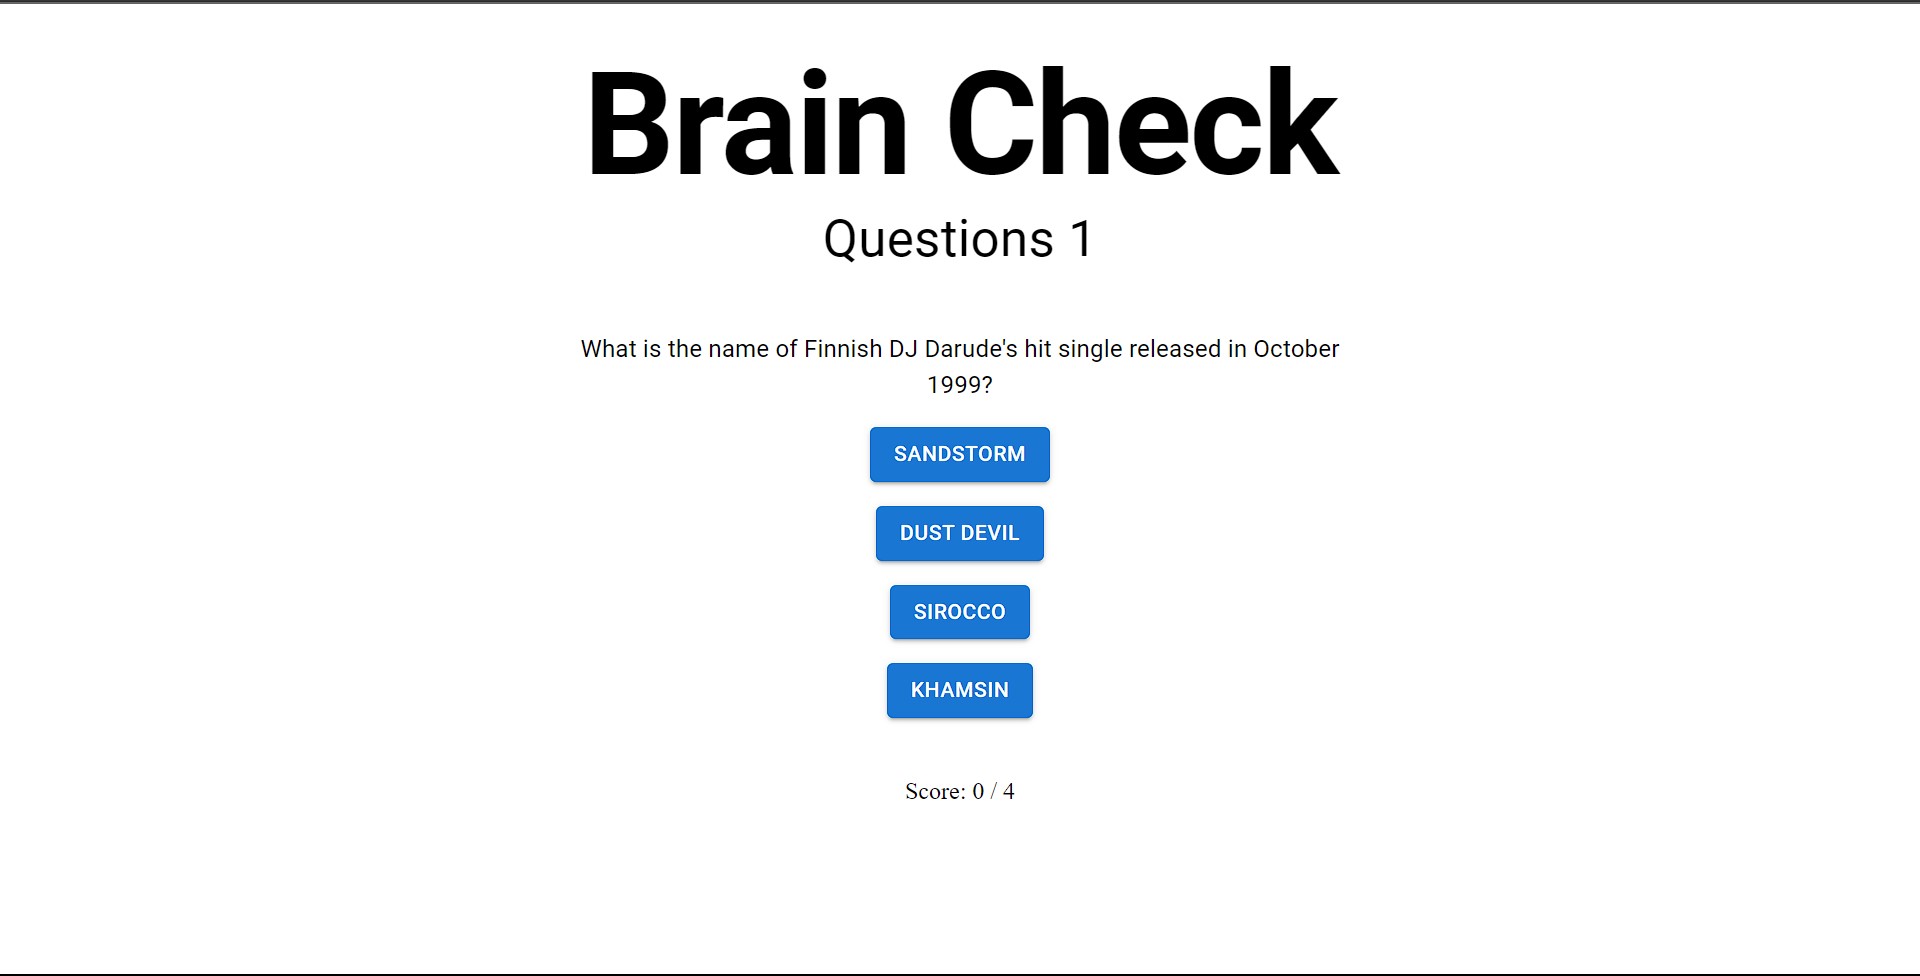 Brain Check
Questions 1
What is the name of Finnish DJ Darude's hit single released in October
1999?
SANDSTORM
DUST DEVIL
SIROCCO
KHAMSIN
Score: 0 / 4